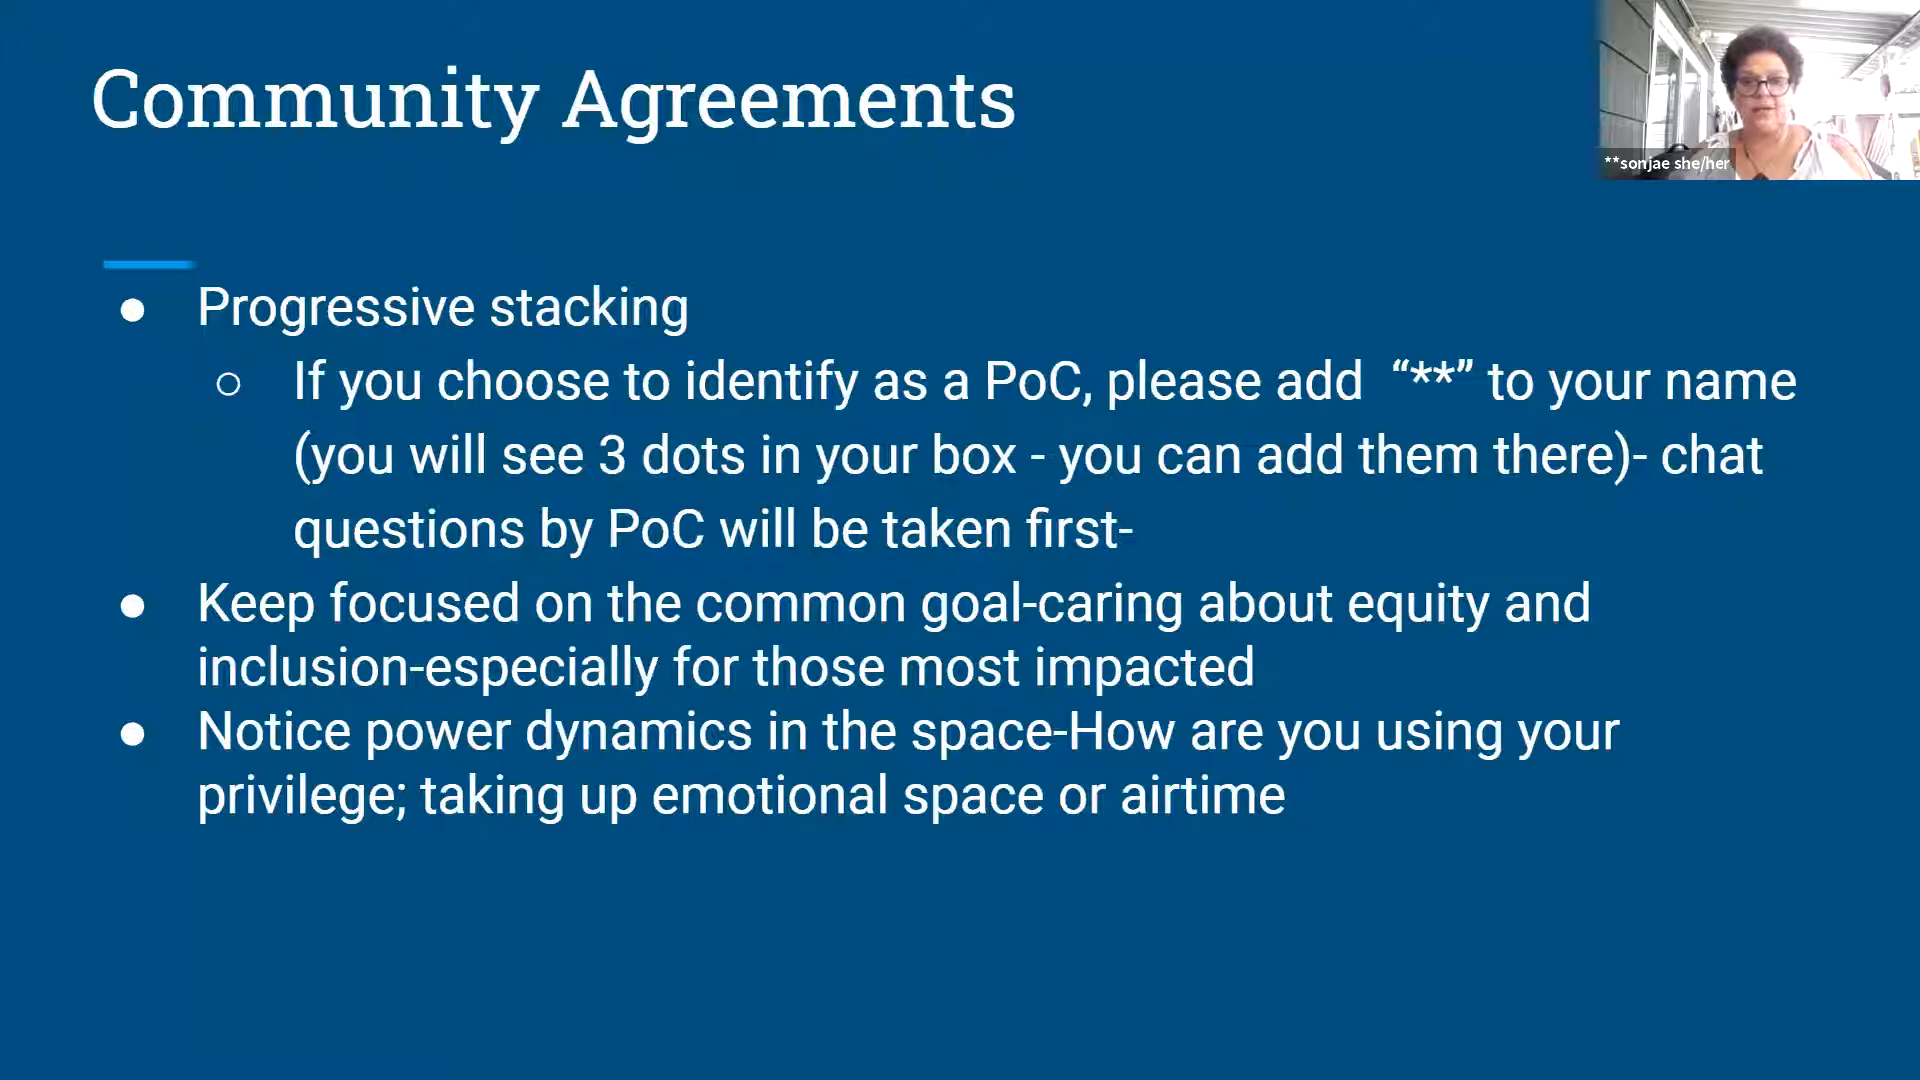 Community Agreements
**sonjae she/her
● Progressive stacking
○ If you choose to identify as a PoC, please add “**” to your name
(you will see 3 dots in your box - you can add them there)- chat
questions by PoC will be taken first-
● Keep focused on the common goal-caring about equity and
inclusion-especially for those most impacted
● Notice power dynamics in the space-How are you using your
privilege; taking up emotional space or airtime